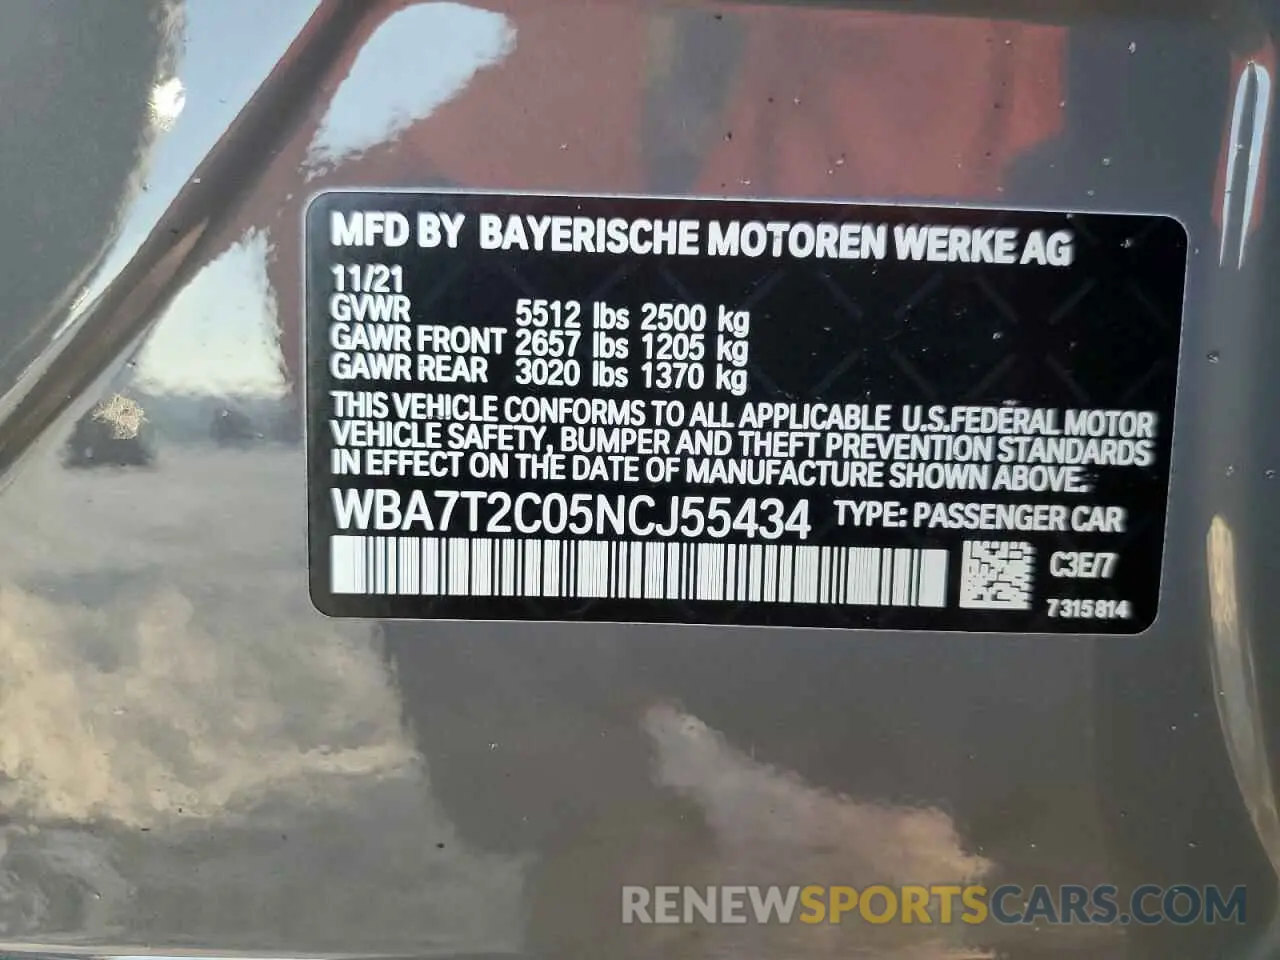 MFD BY BAYERISCHE MOTOREN WERKE AG
11/21
GVWR 5512 lbs 2500 kg
GAWR FRONT 2657 lbs 1205 kg
GAWR REAR 3020 lbs 1370 kg
THIS VEHICLE CONFORMS TO ALL APPLICABLE U.S.FEDERAL MOTOR
VEHICLE SAFETY, BUMPER AND THEFT PREVENTION STANDARDS
IN EFFECT ON THE DATE OF MANUFACTURE SHOWN ABOVE.
WBA7T2C05NCJ55434 TYPE: PASSENGER CAR
C3E/7
7 315 814
RENEWSPORTSCARS.COM